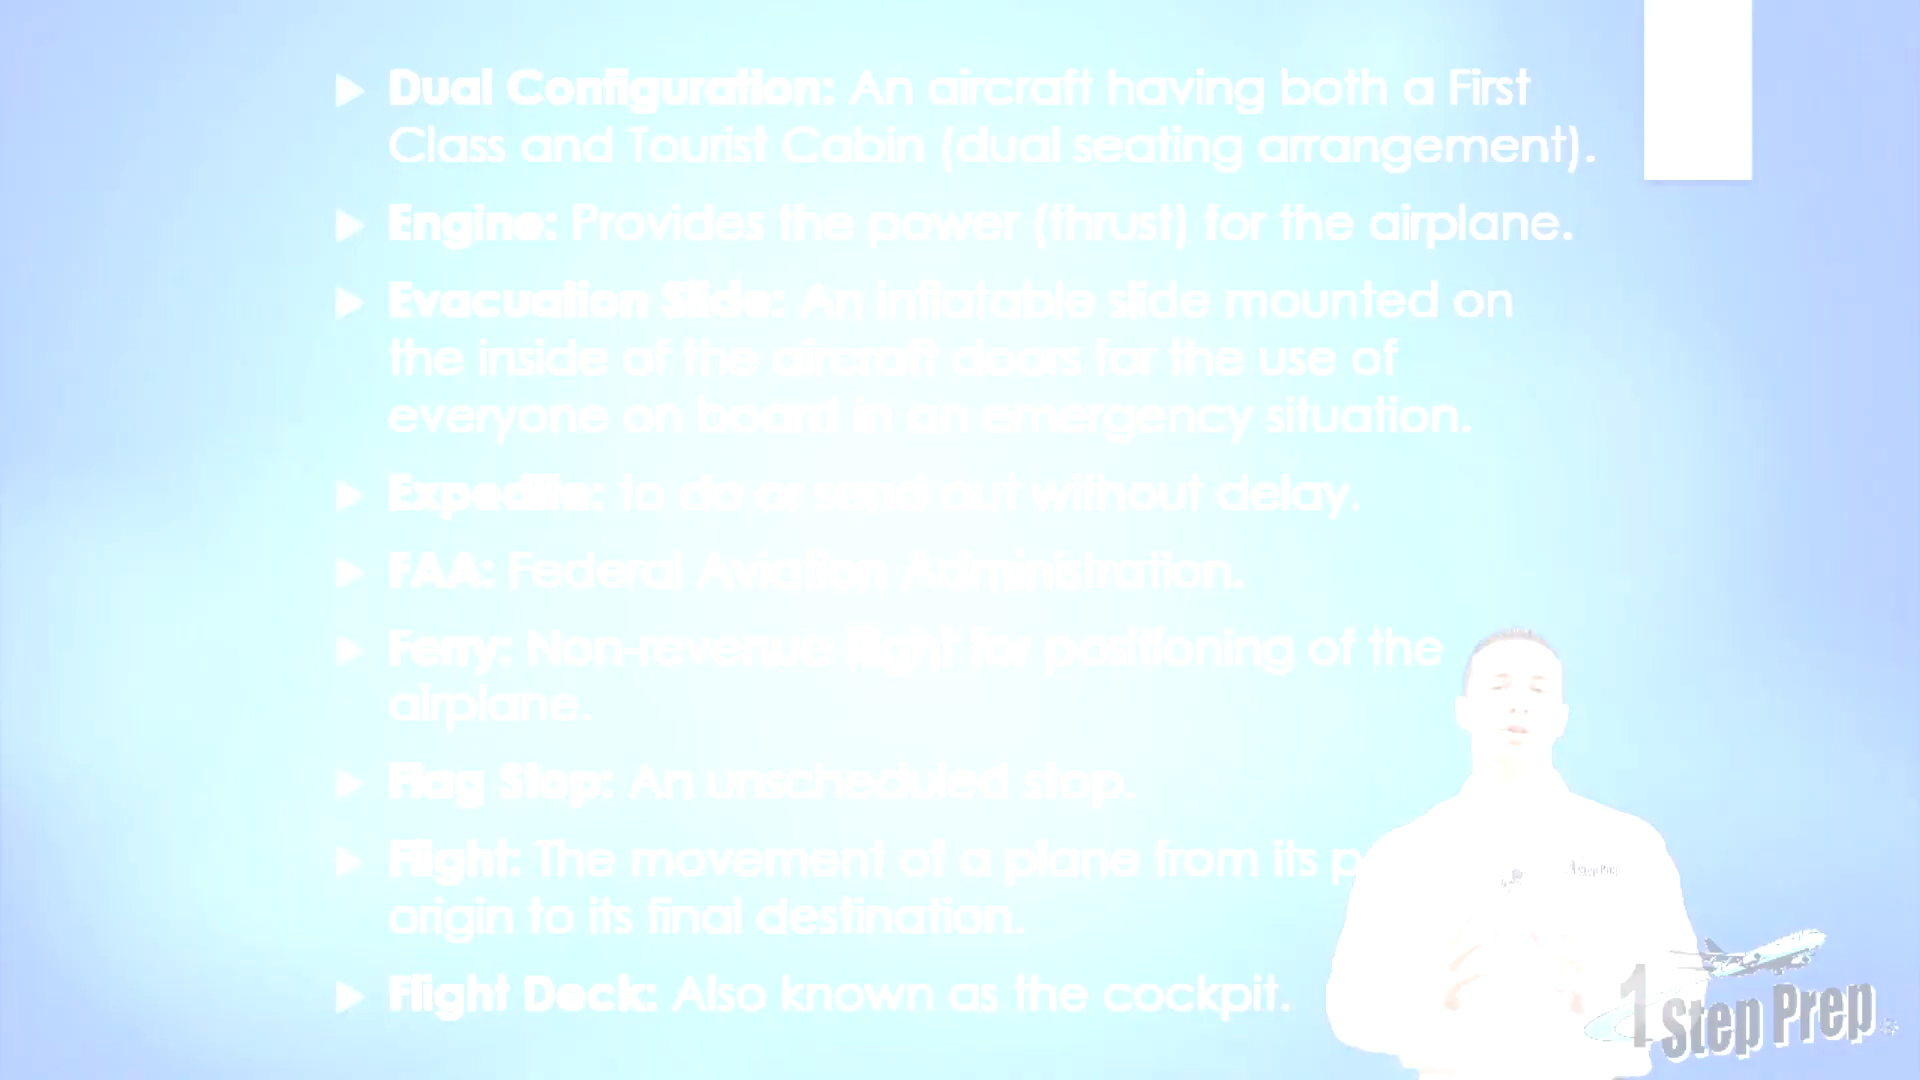 Dual Configuration: An aircraft having both a First
Class and Tourist Cabin (dual seating arrangement).
Engine: Provides the power (thrust) for the airplane.
Evacuation Slide: An inflatable slide mounted on
the inside of the aircraft doors for the use of
everyone on board in an emergency situation.
Expedite: to do or send out without delay.
FAA: Federal Aviation Administration.
Ferry: Non-revenue flight for positioning of the
airplane.
Flag Stop: An unscheduled stop.
Flight: The movement of a plane from its
origin to its final destination.
Flight Deck: Also known as the cockpit.
1 Step Prep
1 Step Prep